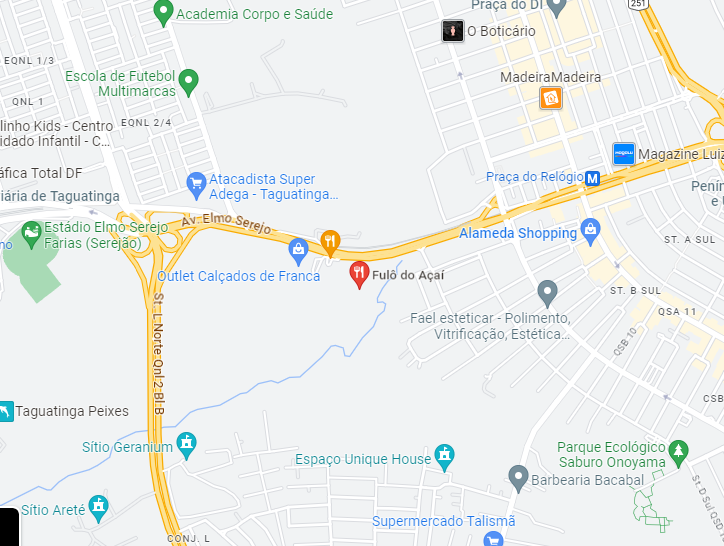 Praça do DI
251
Academia Corpo e Saúde
O Boticário
EQNL 1/3
Escola de Futebol
Multimarcas
MadeiraMadeira
QNL 1
EQNL 2/4
linho Kids - Centro
idado Infantil - C...
Magazine Luiz
áfica Total DF
Atacadista Super
Adega - Taguatinga...
Praça do Relógio
M
iária de Taguatinga
Av. Elmo Serejo
Estádio Elmo Serejo
Farias (Serejão)
no
Alameda Shopping
ST. A SUL
Outlet Calçados de Franca
Fulô do Açaí
ST. B SUL
St. L Norte Qnl 2 Bl B
Fael esteticar - Polimento,
Vitrificação, Estética...
QSA 11
QSB 10
CSB
Taguatinga Peixes
Sítio Geranium
Espaço Unique House
Parque Ecológico
Saburo Onoyama
Barbearia Bacabal
St. D Sul QSD
Sítio Areté
Supermercado Talismã
CONJ. L